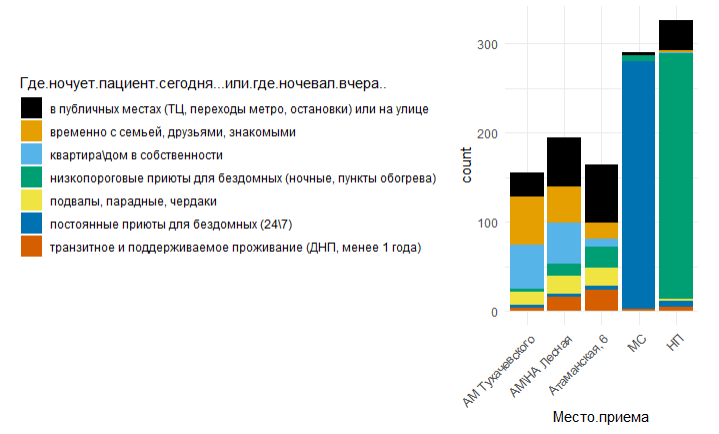 Где.ночует.пациент.сегодня...или.где.ночевал.вчера..
в публичных местах (ТЦ, переходы метро, остановки) или на улице
временно с семьей, друзьями, знакомыми
квартира\дом в собственности
низкопороговые приюты для бездомных (ночные, пункты обогрева)
подвалы, парадные, чердаки
постоянные приюты для бездомных (24\7)
транзитное и поддерживаемое проживание (ДНП, менее 1 года)
count
300
200
100
0
АМ Тухачевского
АМ\НА Лесная
Атаманская, 6
МС
НП
Место.приема